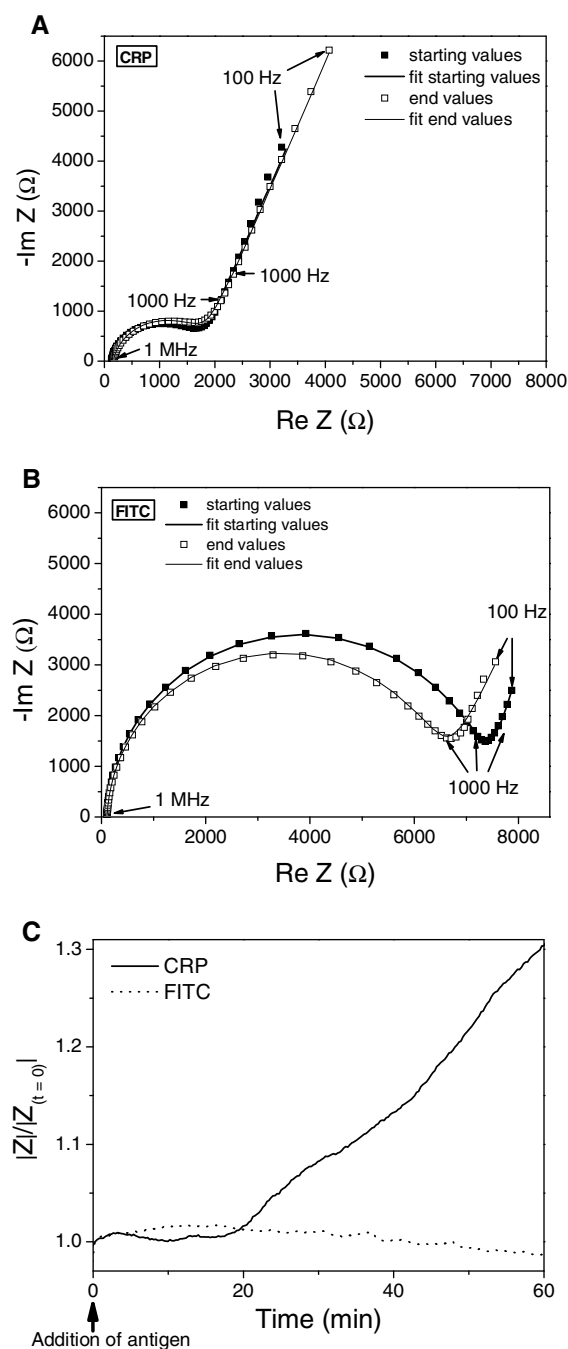 A
CRP
starting values
fit starting values
end values
fit end values
100 Hz
1000 Hz
1000 Hz
1 MHz
6000
5000
4000
3000
2000
1000
0
0 1000 2000 3000 4000 5000 6000 7000 8000
-Im Z (Ω)
Re Z (Ω)
B
FITC
starting values
fit starting values
end values
fit end values
100 Hz
1000 Hz
1 MHz
6000
5000
4000
3000
2000
1000
0
0 2000 4000 6000 8000
-Im Z (Ω)
Re Z (Ω)
C
CRP
FITC
1.3
1.2
1.1
1.0
0 20 40 60
|Z|/|Z(t = 0)|
Time (min)
Addition of antigen